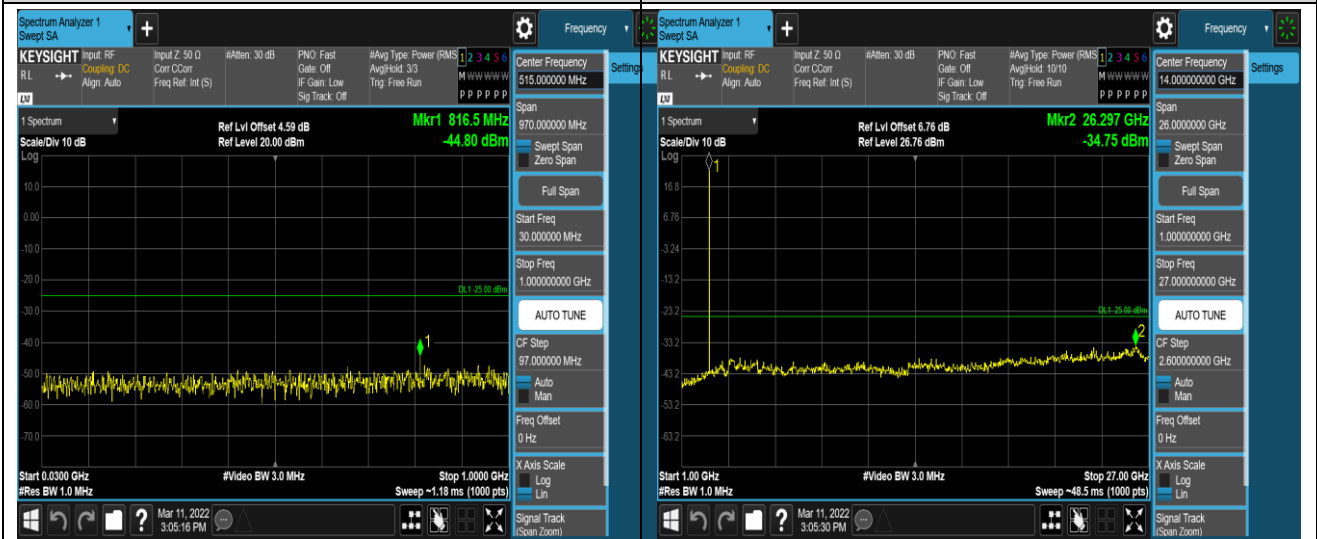 Spectrum Analyzer 1
Swept SA
+
Frequency
KEYSIGHT
Input: RF
Coupling: DC
Align: Auto
Input Z: 50 Ω
Corr CCorr
Freq Ref: Int (S)
#Atten: 30 dB
PNO: Fast
Gate: Off
IF Gain: Low
Sig Track: Off
#Avg Type: Power (RMS
Avg|Hold: 3/3
Trig: Free Run
1 2 3 4 5 6
M W W W W W
P P P P P P
RL
LXI
Center Frequency
515.000000 MHz
Settings
Span
970.000000 MHz
Swept Span
Zero Span
Full Span
Start Freq
30.000000 MHz
Stop Freq
1.000000000 GHz
AUTO TUNE
CF Step
97.000000 MHz
Auto
Man
Freq Offset
0 Hz
X Axis Scale
Log
Lin
Signal Track
(Span Zoom)
1 Spectrum
Scale/Div 10 dB
Log
Ref Lvl Offset 4.59 dB
Ref Level 20.00 dBm
Mkr1 816.5 MHz
-44.80 dBm
10.0
0.00
-10.0
-20.0
DL1 -25.00 dBm
-30.0
-40.0
1
-50.0
-60.0
-70.0
Start 0.0300 GHz
#Video BW 3.0 MHz
Stop 1.0000 GHz
#Res BW 1.0 MHz
Sweep ~1.18 ms (1000 pts)
?
Mar 11, 2022
3:05:16 PM
Spectrum Analyzer 1
Swept SA
+
Frequency
KEYSIGHT
Input: RF
Coupling: DC
Align: Auto
Input Z: 50 Ω
Corr CCorr
Freq Ref: Int (S)
#Atten: 30 dB
PNO: Fast
Gate: Off
IF Gain: Low
Sig Track: Off
#Avg Type: Power (RMS
Avg|Hold: 10/10
Trig: Free Run
1 2 3 4 5 6
M W W W W W
P P P P P P
RL
LXI
Center Frequency
14.000000000 GHz
Settings
Span
26.0000000 GHz
Swept Span
Zero Span
Full Span
Start Freq
1.000000000 GHz
Stop Freq
27.000000000 GHz
AUTO TUNE
CF Step
2.600000000 GHz
Auto
Man
Freq Offset
0 Hz
X Axis Scale
Log
Lin
Signal Track
(Span Zoom)
1 Spectrum
Scale/Div 10 dB
Log
Ref Lvl Offset 6.76 dB
Ref Level 26.76 dBm
Mkr2 26.297 GHz
-34.75 dBm
1
16.8
6.76
-3.24
-13.2
-23.2
DL1 -25.00 dBm
2
-33.2
-43.2
-53.2
-63.2
Start 1.00 GHz
#Video BW 3.0 MHz
Stop 27.00 GHz
#Res BW 1.0 MHz
Sweep ~48.5 ms (1000 pts)
?
Mar 11, 2022
3:05:30 PM